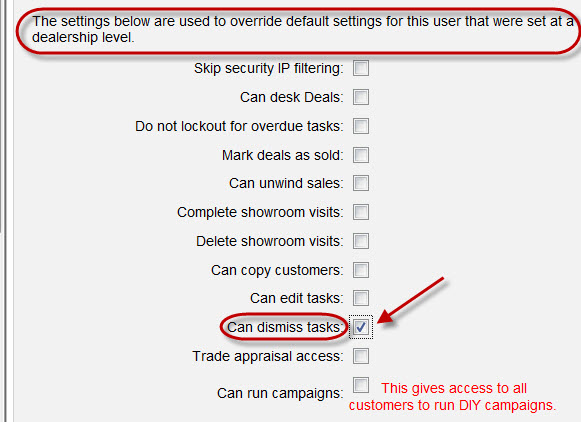 The settings below are used to override default settings for this user that were set at a
dealership level.
Skip security IP filtering:
Can desk Deals:
Do not lockout for overdue tasks:
Mark deals as sold:
Can unwind sales:
Complete showroom visits:
Delete showroom visits:
Can copy customers:
Can edit tasks:
Can dismiss tasks:
Trade appraisal access:
Can run campaigns: This gives access to all
customers to run DIY campaigns.